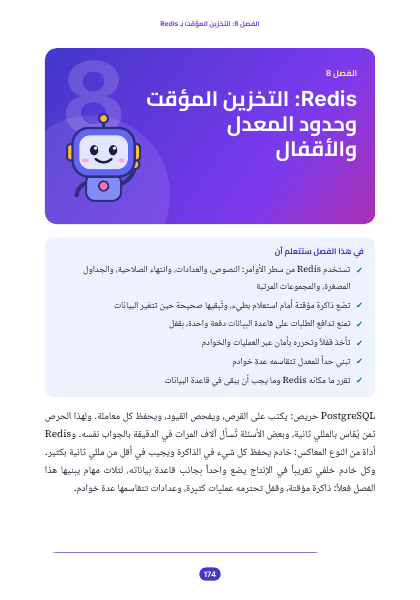 الفصل 8: التخزين المؤقت بـ Redis
8
الفصل 8
Redis: التخزين المؤقت
وحدود المعدل
والأقفال
في هذا الفصل ستتعلم أن
✓ تستخدم Redis من سطر الأوامر: النصوص، والعدادات، وانتهاء الصلاحية، والجداول
المصغرة، والمجموعات المرتبة
✓ تضع ذاكرة مؤقتة أمام استعلام بطيء، وتُبقيها صحيحة حين تتغير البيانات
✓ تمنع تدافع الطلبات على قاعدة البيانات دفعة واحدة، بقفل
✓ تأخذ قفلاً وتحرره بأمان عبر العمليات والخوادم
✓ تبني حداً للمعدل تتقاسمه عدة خوادم
✓ تقرر ما مكانه Redis وما يجب أن يبقى في قاعدة البيانات
PostgreSQL حريص: يكتب على القرص، ويفحص القيود، ويحفظ كل معاملة. ولهذا الحرص
ثمن يُقاس بالمللي ثانية، وبعض الأسئلة تُسأل آلاف المرات في الدقيقة بالجواب نفسه. وRedis
أداة من النوع المعاكس: خادم يحفظ كل شيء في الذاكرة ويجيب في أقل من مللي ثانية بكثير.
وكل خادم خلفي تقريباً في الإنتاج يضع واحداً بجانب قاعدة بياناته، لثلاث مهام يبنيها هذا
الفصل فعلاً: ذاكرة مؤقتة، وقفل تحترمه عمليات كثيرة، وعدادات تتقاسمها عدة خوادم.
174